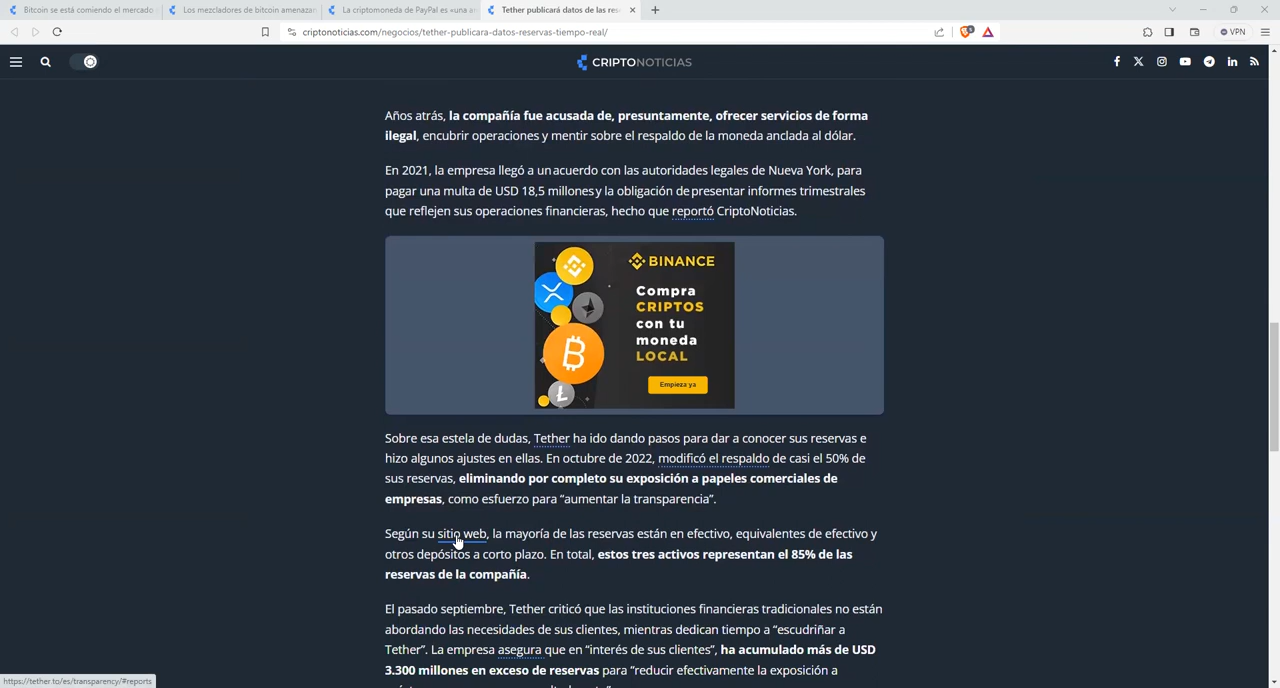 Bitcoin se está comiendo el mercado
Los mezcladores de bitcoin amenazan
La criptomoneda de PayPal es «una am
Tether publicará datos de las rese
criptonoticias.com/negocios/tether-publicara-datos-reservas-tiempo-real/
VPN
CRIPTONOTICIAS
Años atrás, la compañía fue acusada de, presuntamente, ofrecer servicios de forma
ilegal, encubrir operaciones y mentir sobre el respaldo de la moneda anclada al dólar.
En 2021, la empresa llegó a un acuerdo con las autoridades legales de Nueva York, para
pagar una multa de USD 18,5 millones y la obligación de presentar informes trimestrales
que reflejen sus operaciones financieras, hecho que reportó CriptoNoticias.
BINANCE
Compra
CRIPTOS
con tu
moneda
LOCAL
Empieza ya
Sobre esa estela de dudas, Tether ha ido dando pasos para dar a conocer sus reservas e
hizo algunos ajustes en ellas. En octubre de 2022, modificó el respaldo de casi el 50% de
sus reservas, eliminando por completo su exposición a papeles comerciales de
empresas, como esfuerzo para “aumentar la transparencia”.
Según su sitio web, la mayoría de las reservas están en efectivo, equivalentes de efectivo y
otros depósitos a corto plazo. En total, estos tres activos representan el 85% de las
reservas de la compañía.
El pasado septiembre, Tether criticó que las instituciones financieras tradicionales no están
abordando las necesidades de sus clientes, mientras dedican tiempo a “escudriñar a
Tether”. La empresa asegura que en “interés de sus clientes”, ha acumulado más de USD
3.300 millones en exceso de reservas para “reducir efectivamente la exposición a
https://tether.to/es/transparency/#reports